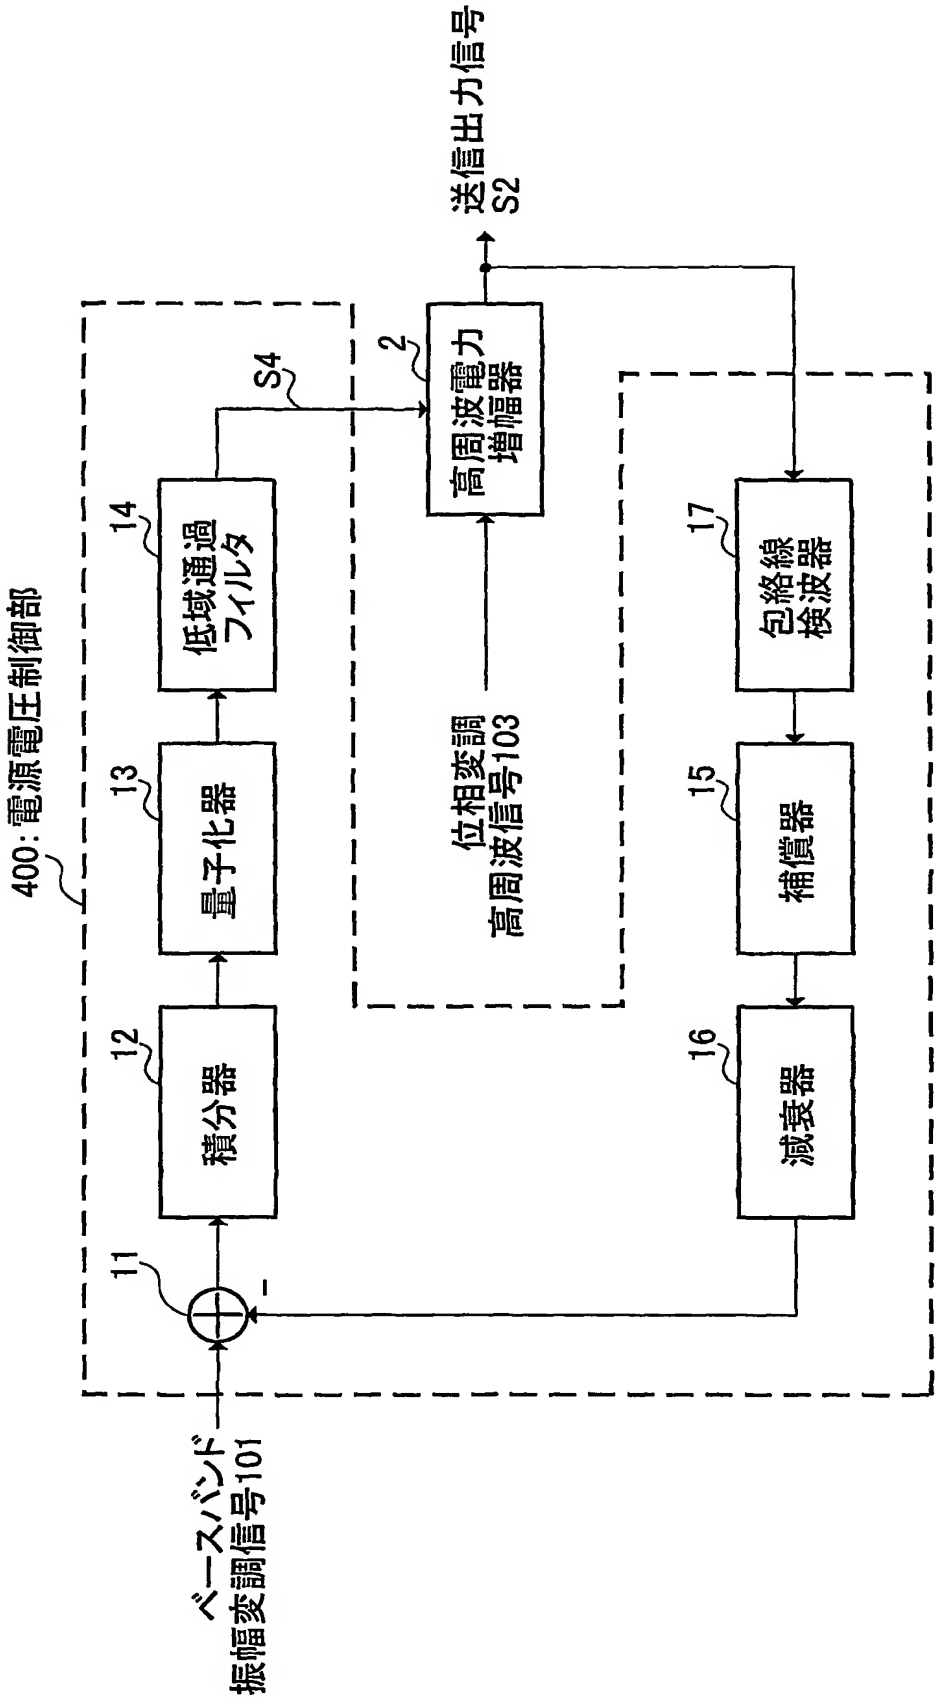 400:電源電圧制御部
ベースバンド
振幅変調信号101
11
-
12
積分器
13
量子化器
14
低域通過
フィルタ
S4
位相変調
高周波信号103
2
高周波電力
増幅器
送信出力信号
S2
16
減衰器
15
補償器
17
包絡線
検波器